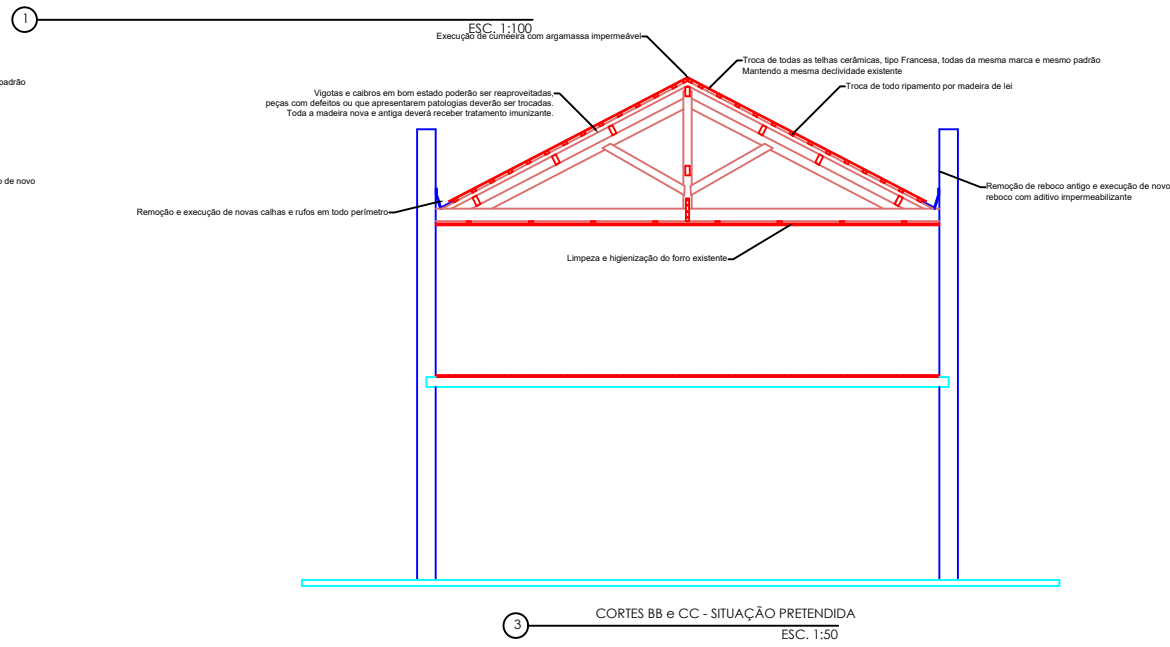 1
ESC. 1:100
Execução de cumeeira com argamassa impermeável
padrão
Troca de todas as telhas cerâmicas, tipo Francesa, todas da mesma marca e mesmo padrão
Mantendo a mesma declividade existente
Troca de todo ripamento por madeira de lei
Vigotas e caibros em bom estado poderão ser reaproveitadas,
peças com defeitos ou que apresentarem patologias deverão ser trocadas.
Toda a madeira nova e antiga deverá receber tratamento imunizante.
o de novo
Remoção de reboco antigo e execução de novo
reboco com aditivo impermeabilizante
Remoção e execução de novas calhas e rufos em todo perímetro
Limpeza e higienização do forro existente
3
CORTES BB e CC - SITUAÇÃO PRETENDIDA
ESC. 1:50